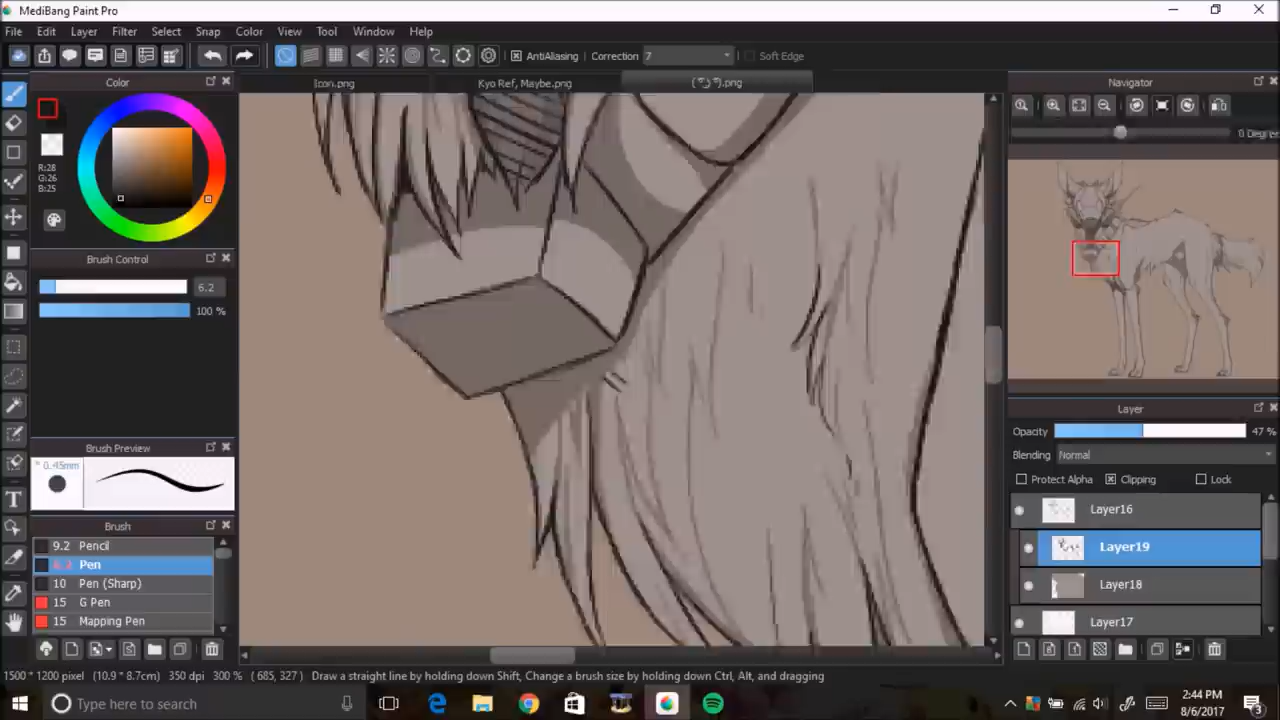 MediBang Paint Pro
File Edit Layer Filter Select Snap Color View Tool Window Help
AntiAliasing Correction 7 Soft Edge
Color
Icon.png Kyo Ref, Maybe.png
Navigator
0 Degree
R:28
G:26
B:25
Brush Control
6.2
100 %
Brush Preview
* 0.45mm
Brush
9.2 Pencil
6.2 Pen
10 Pen (Sharp)
15 G Pen
15 Mapping Pen
Layer
Opacity 47 %
Blending Normal
Protect Alpha Clipping Lock
Layer16
Layer19
Layer18
Layer17
1500 * 1200 pixel (10.9 * 8.7cm) 350 dpi 300 % ( 685, 327 ) Draw a straight line by holding down Shift, Change a brush size by holding down Ctrl, Alt, and dragging
Type here to search
2:44 PM
8/6/2017
3